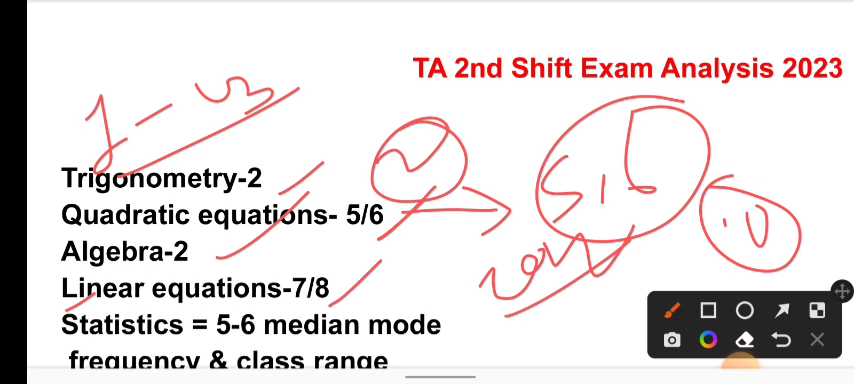 TA 2nd Shift Exam Analysis 2023
Trigonometry-2
Quadratic equations- 5/6
Algebra-2
Linear equations-7/8
Statistics = 5-6 median mode
frequency & class range